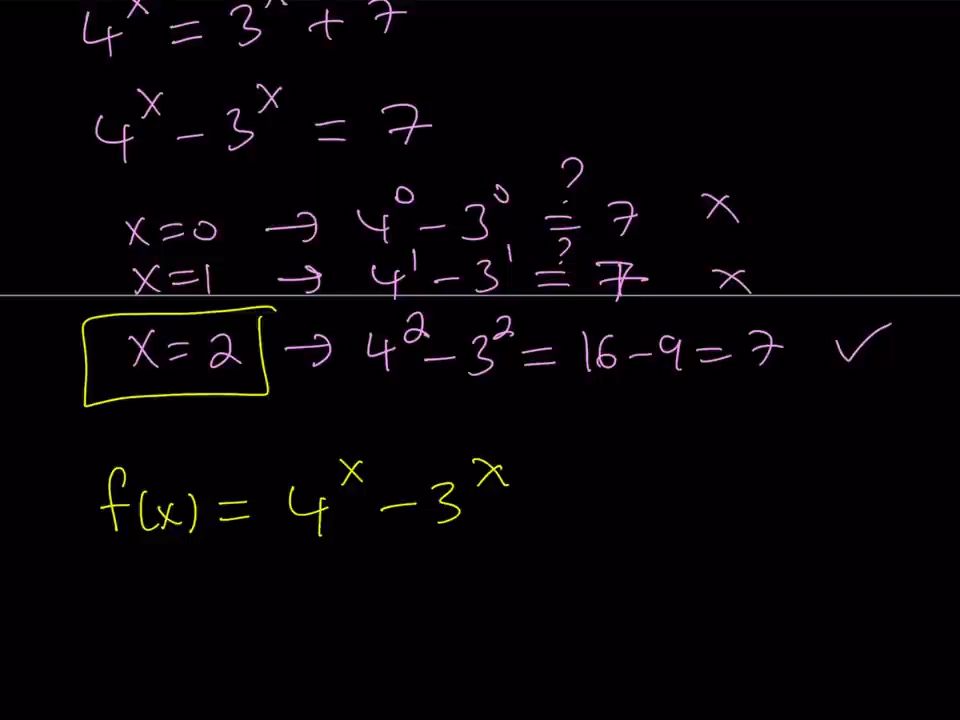 4^x = 3^x + 7
4^x - 3^x = 7
x=0 → 4^0 - 3^0 ≟ 7 x
x=1 → 4^1 - 3^1 ≟ 7 x
x=2 → 4^2 - 3^2 = 16 - 9 = 7 ✓
f(x) = 4^x - 3^x